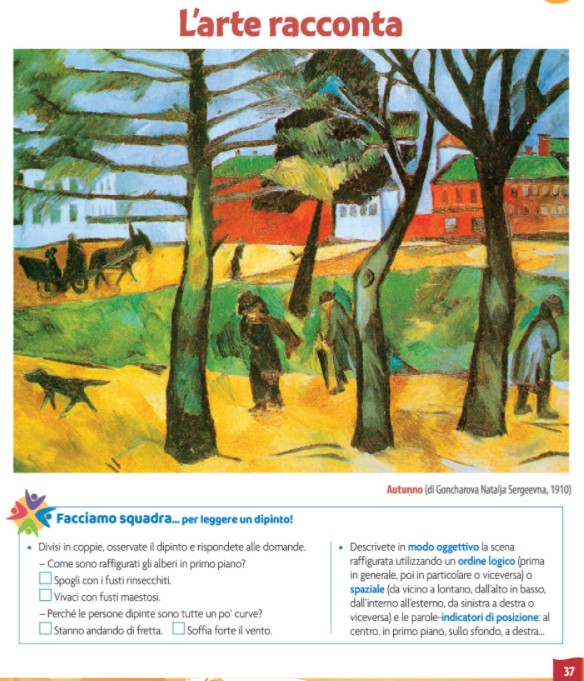 L'arte racconta
Autunno (di Goncharova Natalja Sergeevna, 1910)
Facciamo squadra... per leggere un dipinto!
• Divisi in coppie, osservate il dipinto e rispondete alle domande.
– Come sono raffigurati gli alberi in primo piano?
Spogli con i fusti rinsecchiti.
Vivaci con fusti maestosi.
– Perché le persone dipinte sono tutte un po' curve?
Stanno andando di fretta. Soffia forte il vento.
• Descrivete in modo oggettivo la scena
raffigurata utilizzando un ordine logico (prima
in generale, poi in particolare o viceversa) o
spaziale (da vicino a lontano, dall'alto in basso,
dall'interno all'esterno, da sinistra a destra o
viceversa) e le parole-indicatori di posizione: al
centro, in primo piano, sullo sfondo, a destra...
37